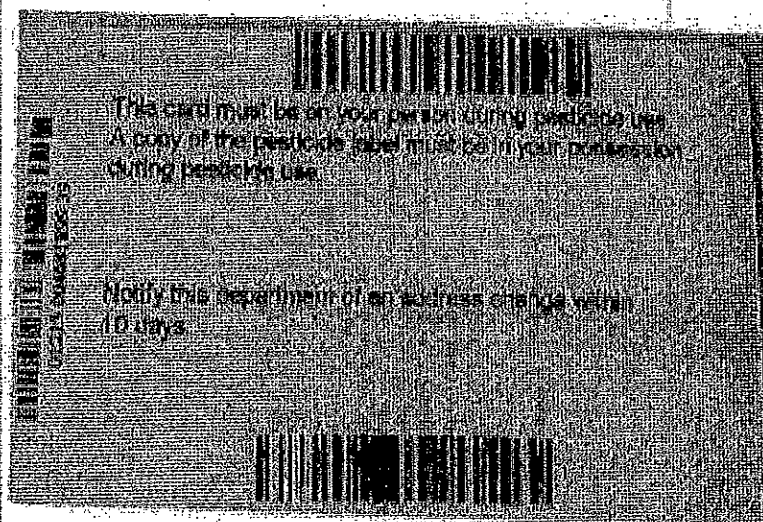 This card must be on your person during pesticide use
A copy of the pesticide label must be in your possession
during pesticide use
Notify this department of an address change within
10 days